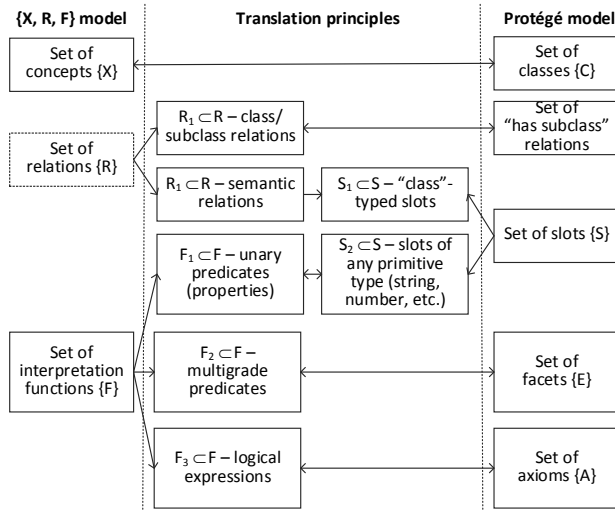 {X, R, F} model
Translation principles
Protégé model
Set of
concepts {X}
Set of
classes {C}
Set of
relations {R}
R₁ ⊂ R – class/
subclass relations
Set of
“has subclass”
relations
R₁ ⊂ R – semantic
relations
S₁ ⊂ S – “class”-
typed slots
Set of slots {S}
F₁ ⊂ F – unary
predicates
(properties)
S₂ ⊂ S – slots of
any primitive
type (string,
number, etc.)
Set of
interpretation
functions {F}
F₂ ⊂ F –
multigrade
predicates
Set of
facets {E}
F₃ ⊂ F – logical
expressions
Set of
axioms {A}